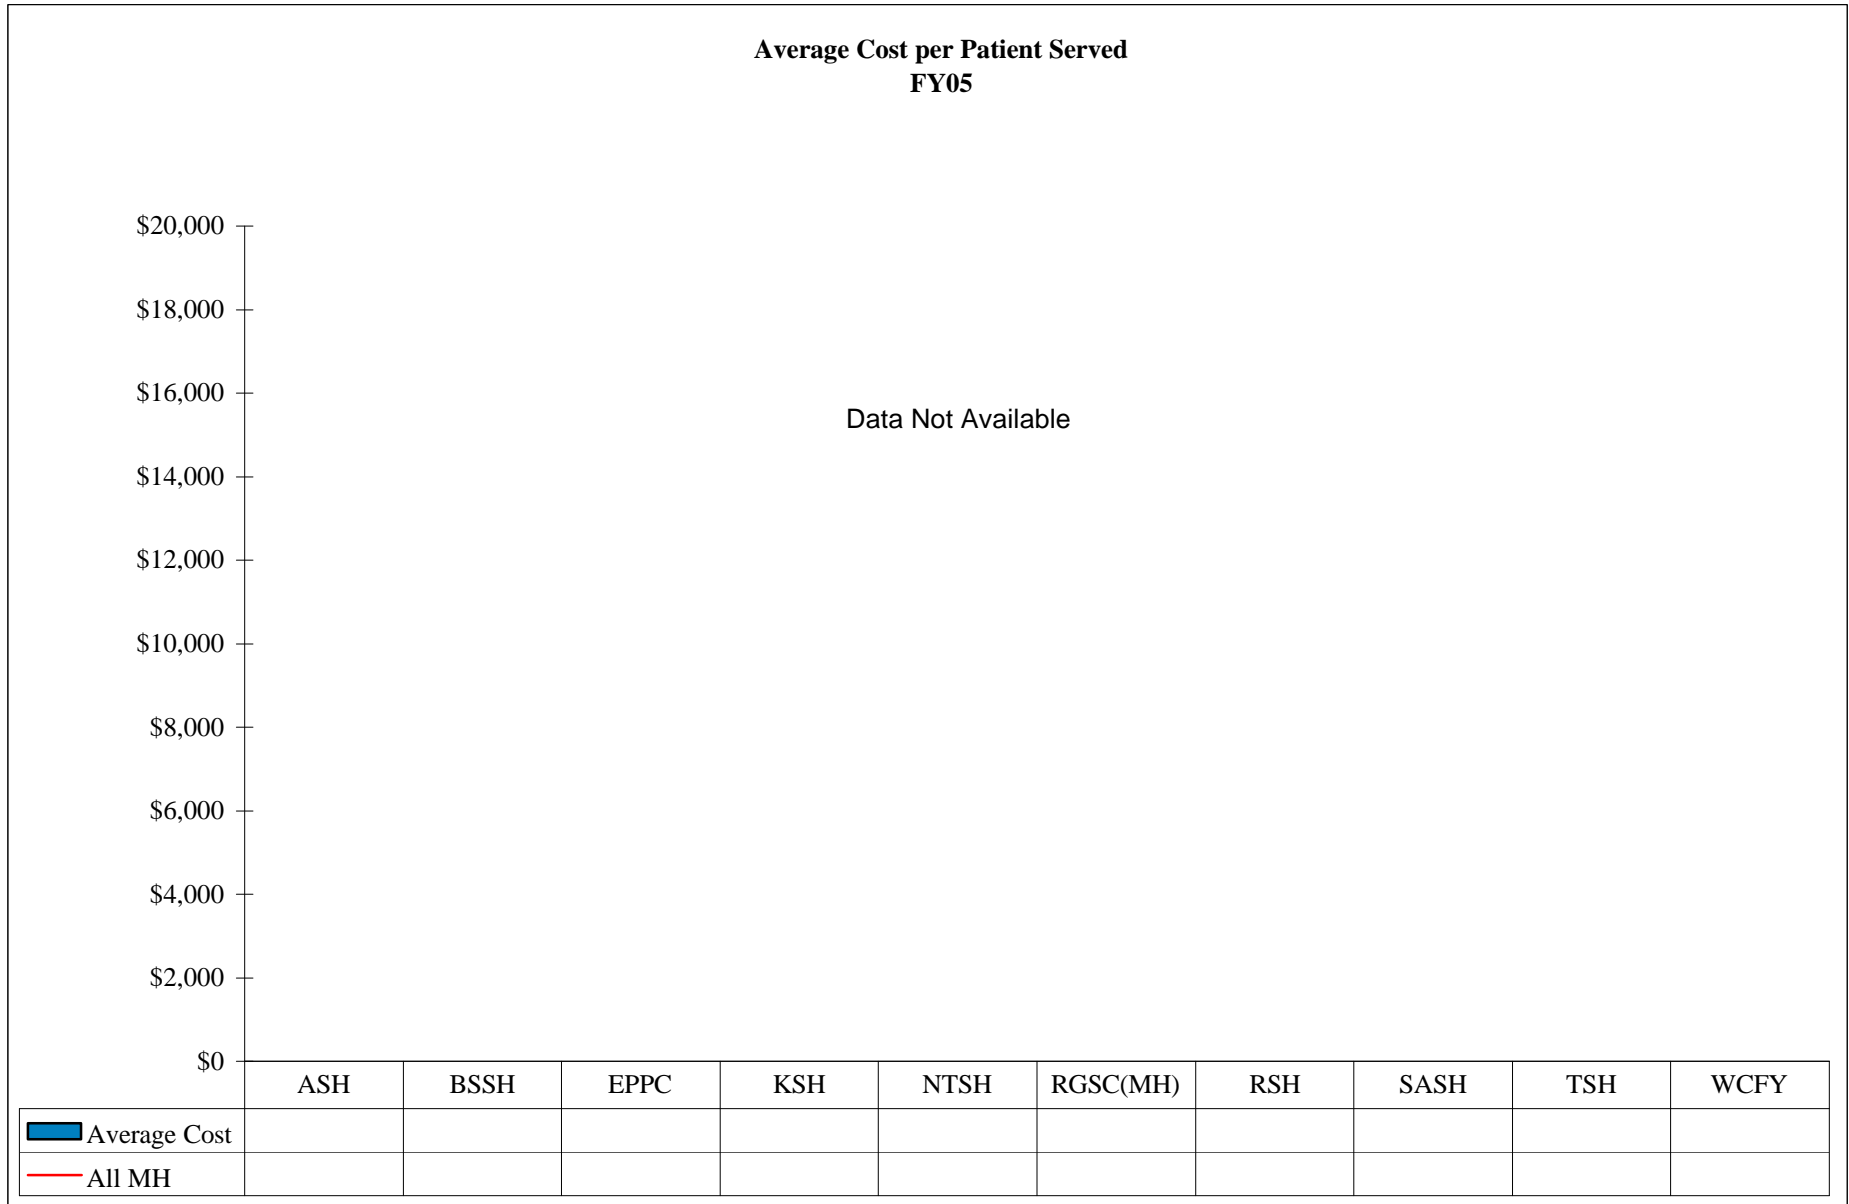 Average Cost per Patient Served
FY05
$20,000
$18,000
$16,000
Data Not Available
$14,000
$12,000
$10,000
$8,000
$6,000
$4,000
$2,000
$0
ASH BSSH EPPC KSH NTSH RGSC(MH) RSH SASH TSH WCFY
Average Cost
All MH